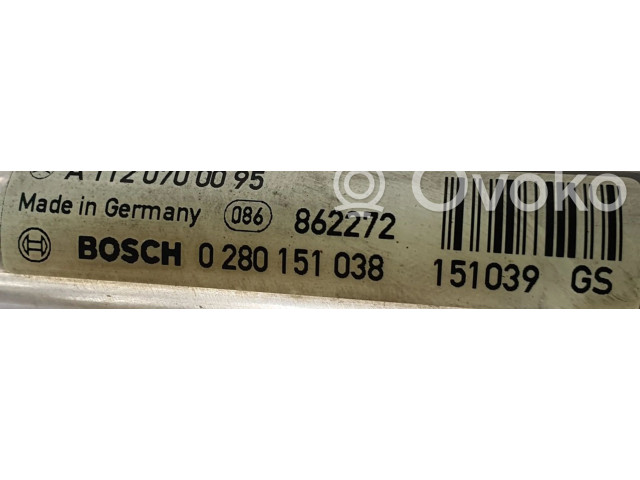 A 112 070 00 95
Made in Germany 086 862272
BOSCH 0 280 151 038 151039 GS
Ovoko